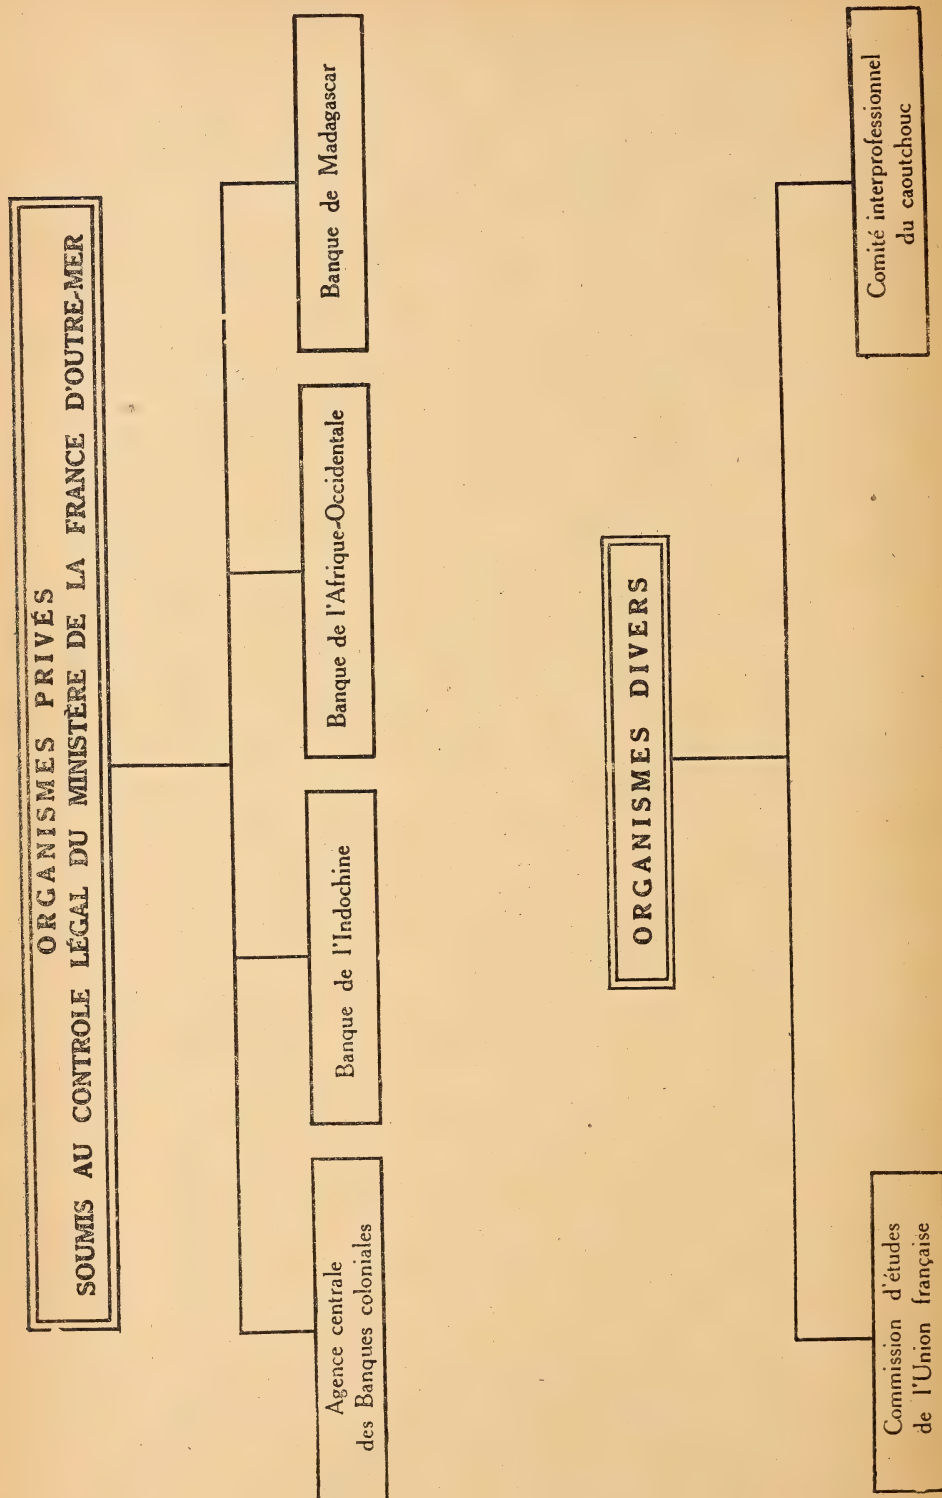 ORGANISMES PRIVÉS
SOUMIS AU CONTROLE LÉGAL DU MINISTÈRE DE LA FRANCE D'OUTRE-MER
Agence centrale
des Banques coloniales
Banque de l'Indochine
Banque de l'Afrique-Occidentale
Banque de Madagascar
ORGANISMES DIVERS
Commission d'études
de l'Union française
Comité interprofessionnel
du caoutchouc